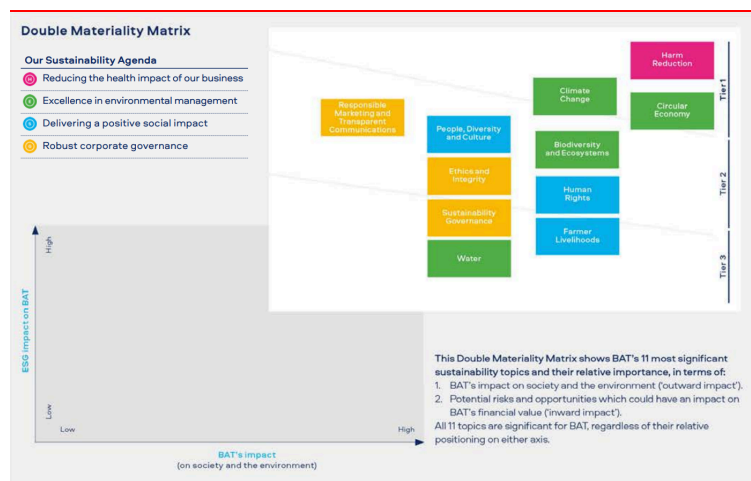 Double Materiality Matrix
Our Sustainability Agenda
Reducing the health impact of our business
Excellence in environmental management
Delivering a positive social impact
Robust corporate governance
Harm
Reduction
Climate
Change
Circular
Economy
Responsible
Marketing and
Transparent
Communications
People, Diversity
and Culture
Biodiversity
and Ecosystems
Ethics and
Integrity
Human
Rights
Sustainability
Governance
Farmer
Livelihoods
Water
Tier 1
Tier 2
Tier 3
High
ESG impact on BAT
Low
Low
High
BAT's impact
(on society and the environment)
This Double Materiality Matrix shows BAT's 11 most significant
sustainability topics and their relative importance, in terms of:
1. BAT's impact on society and the environment ('outward impact').
2. Potential risks and opportunities which could have an impact on
BAT's financial value ('inward impact').
All 11 topics are significant for BAT, regardless of their relative
positioning on either axis.